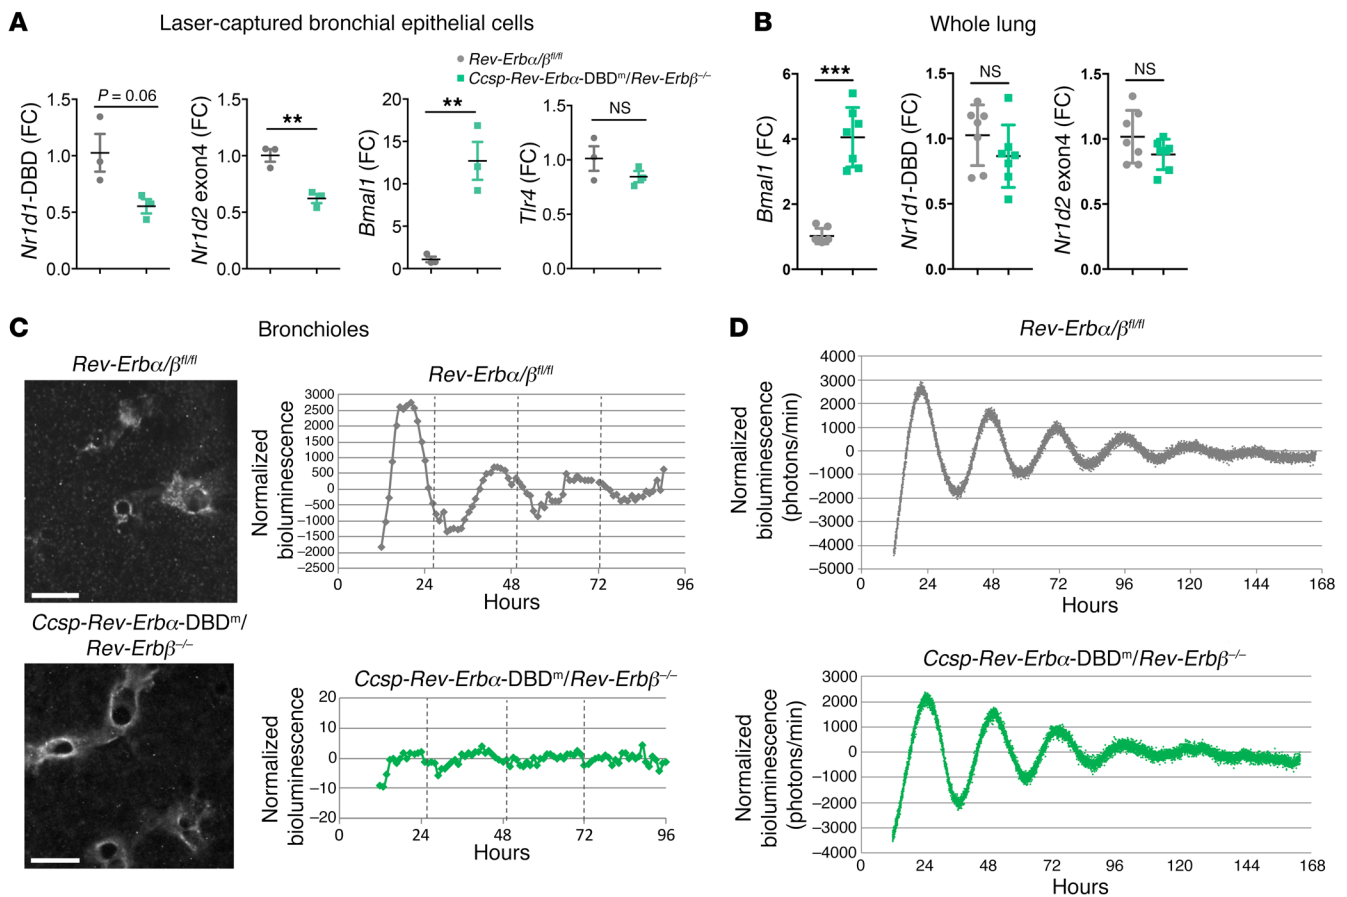 A
Laser-captured bronchial epithelial cells
Rev-Erbα/βfl/fl
Ccsp-Rev-Erbα-DBDm/Rev-Erbβ–/–
Nr1d1-DBD (FC)
1.5
1.0
0.5
0.0
P = 0.06
Nr1d2 exon4 (FC)
1.5
1.0
0.5
0.0
**
Bmal1 (FC)
20
15
10
5
0
**
Tlr4 (FC)
1.5
1.0
0.5
0.0
NS
B
Whole lung
Bmal1 (FC)
6
4
2
0
***
Nr1d1-DBD (FC)
1.5
1.0
0.5
0.0
NS
Nr1d2 exon4 (FC)
1.5
1.0
0.5
0.0
NS
C
Bronchioles
Rev-Erbα/βfl/fl
Ccsp-Rev-Erbα-DBDm/
Rev-Erbβ–/–
Rev-Erbα/βfl/fl
Normalized
bioluminescence
3000
2500
2000
1500
1000
500
0
–500
–1000
–1500
–2000
–2500
0 24 48 72 96
Hours
Ccsp-Rev-Erbα-DBDm/Rev-Erbβ–/–
Normalized
bioluminescence
20
10
0
–10
–20
0 24 48 72 96
Hours
D
Rev-Erbα/βfl/fl
Normalized
bioluminescence
(photons/min)
4000
3000
2000
1000
0
–1000
–2000
–3000
–4000
–5000
0 24 48 72 96 120 144 168
Hours
Ccsp-Rev-Erbα-DBDm/Rev-Erbβ–/–
Normalized
bioluminescence
(photons/min)
3000
2000
1000
0
–1000
–2000
–3000
–4000
0 24 48 72 96 120 144 168
Hours